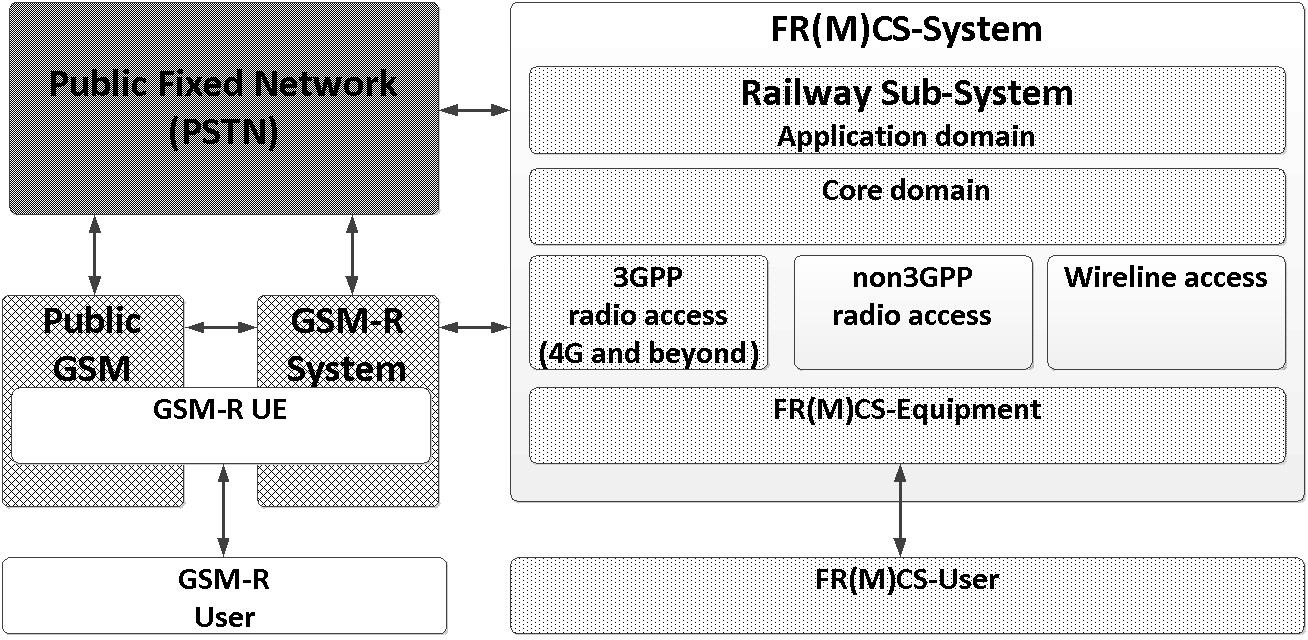 Public Fixed Network
(PSTN)
Public
GSM
GSM-R
System
GSM-R UE
GSM-R
User
FR(M)CS-System
Railway Sub-System
Application domain
Core domain
3GPP
radio access
(4G and beyond)
non3GPP
radio access
Wireline access
FR(M)CS-Equipment
FR(M)CS-User